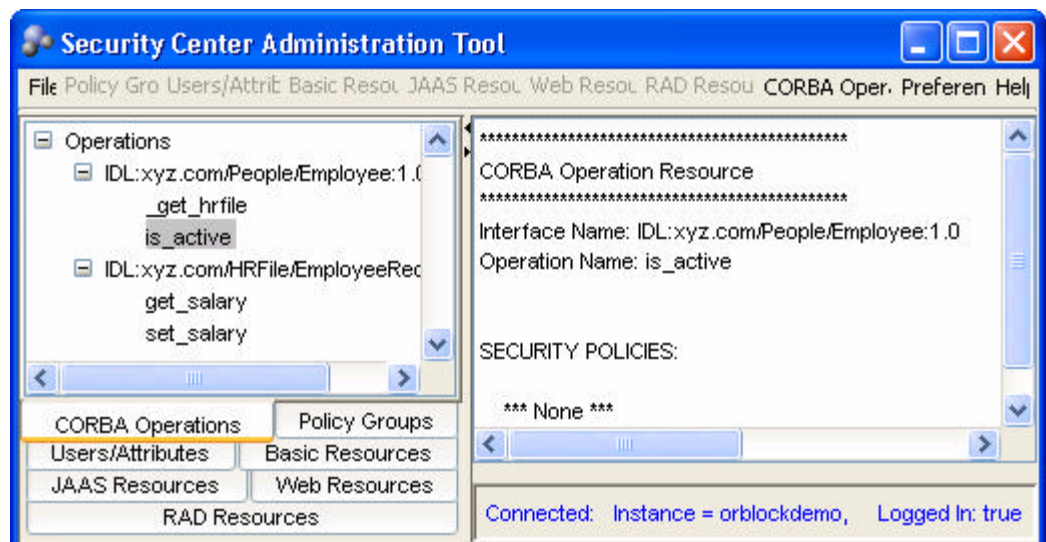 Security Center Administration Tool
File Policy Gro Users/Attrib Basic Resou JAAS Resou Web Resou RAD Resou CORBA Oper. Preferen Help
Operations
IDL:xyz.com/People/Employee:1.0
_get_hrfile
is_active
IDL:xyz.com/HRFile/EmployeeRec
get_salary
set_salary
CORBA Operations Policy Groups
Users/Attributes Basic Resources
JAAS Resources Web Resources
RAD Resources
************************************************
CORBA Operation Resource
************************************************
Interface Name: IDL:xyz.com/People/Employee:1.0
Operation Name: is_active
SECURITY POLICIES:
*** None ***
Connected: Instance = orblockdemo, Logged In: true